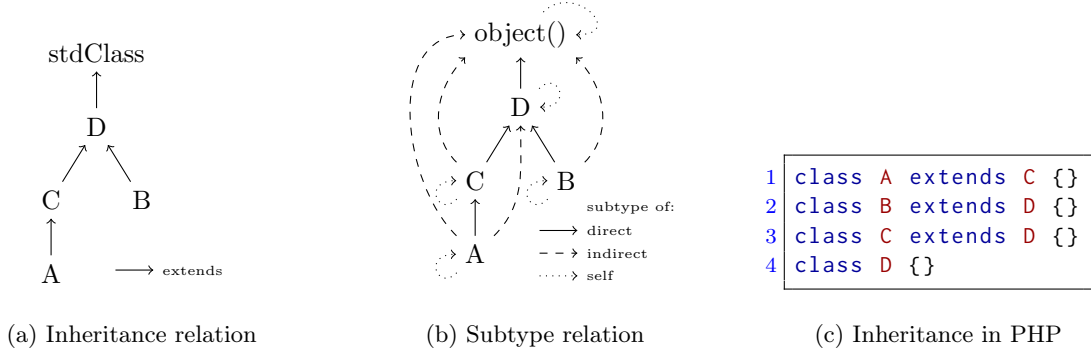 stdClass
D
C B
A
extends
(a) Inheritance relation
object()
D
C B
A
subtype of:
direct
indirect
self
(b) Subtype relation
1 class A extends C {}
2 class B extends D {}
3 class C extends D {}
4 class D {}
(c) Inheritance in PHP